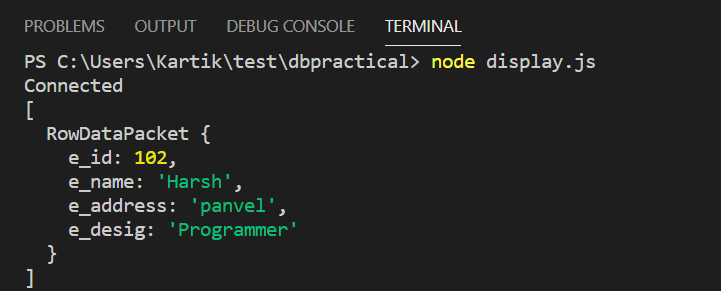 PROBLEMS OUTPUT DEBUG CONSOLE TERMINAL
PS C:\Users\Kartik\test\dbpractical> node display.js
Connected
[
  RowDataPacket {
    e_id: 102,
    e_name: 'Harsh',
    e_address: 'panvel',
    e_desig: 'Programmer'
  }
]